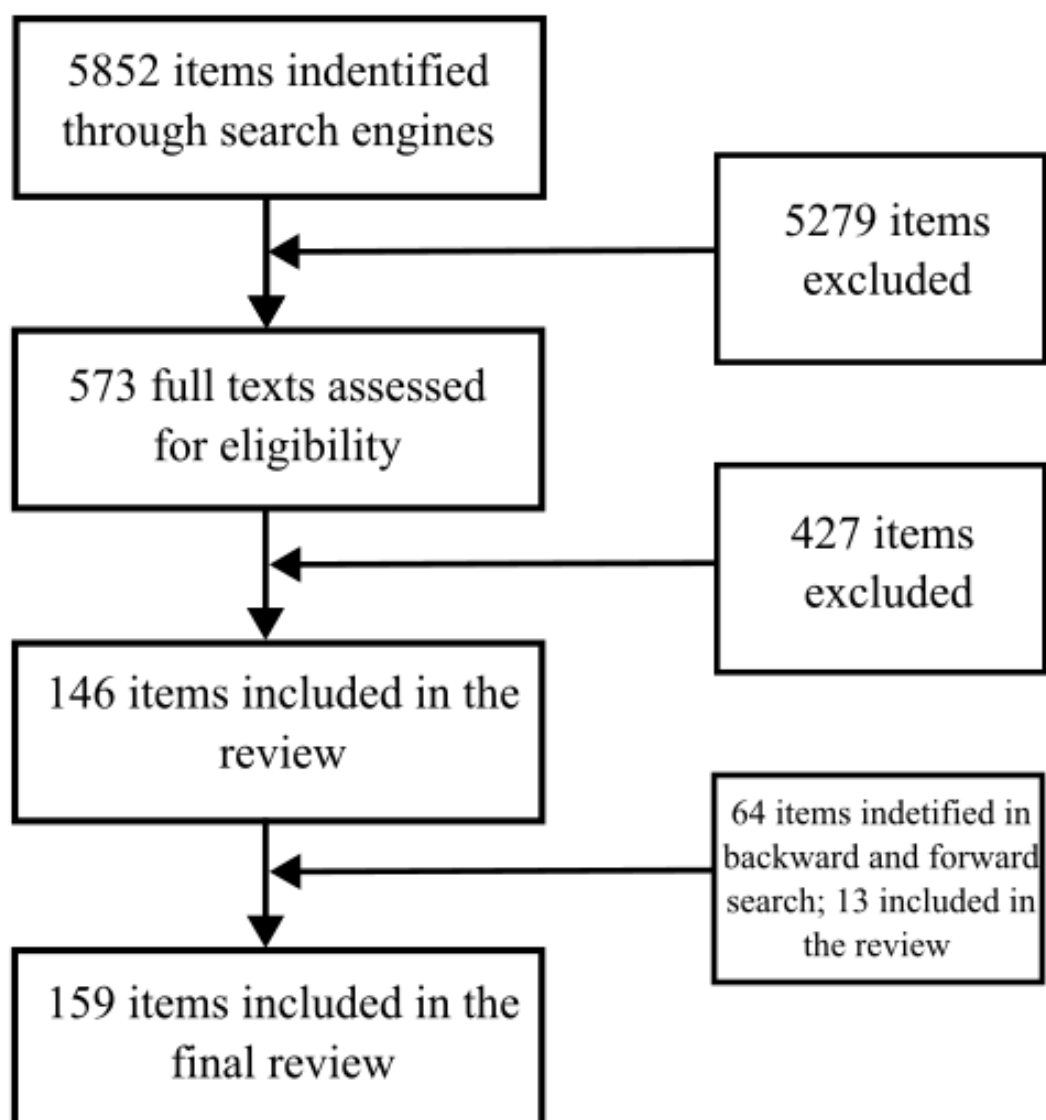 5852 items indentified
through search engines
5279 items
excluded
573 full texts assessed
for eligibility
427 items
excluded
146 items included in the
review
64 items indetified in
backward and forward
search; 13 included in
the review
159 items included in the
final review